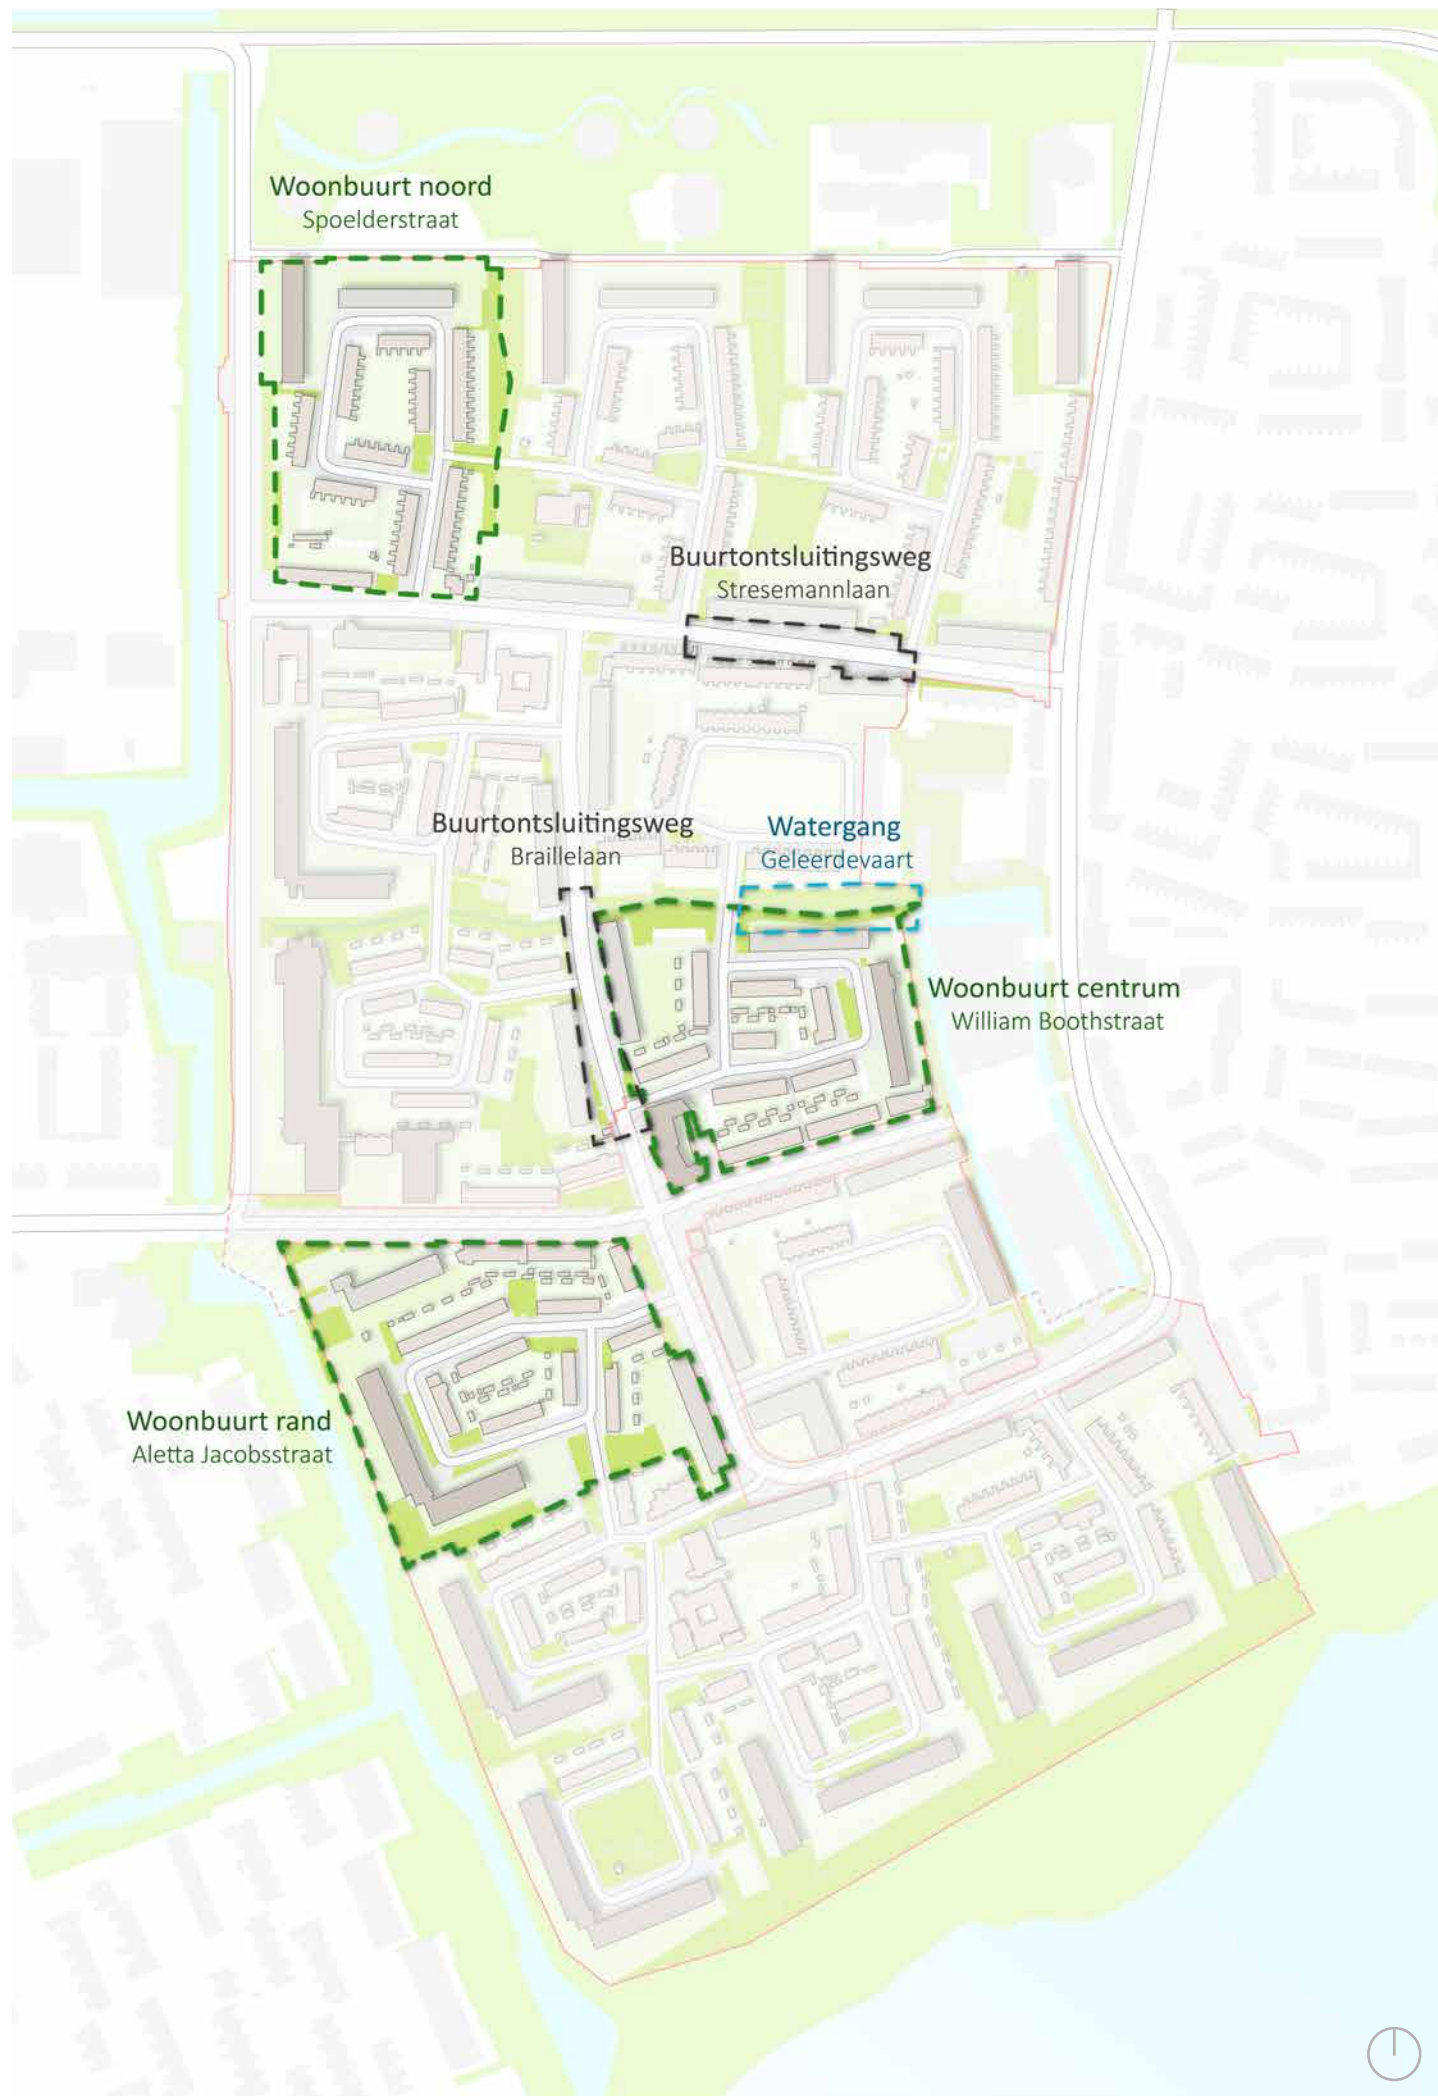 Woonbuurt noord
Spoelderstraat
Buurtontsluitingsweg
Stresemannlaan
Buurtontsluitingsweg
Braillelaan
Watergang
Geleerdevaart
Woonbuurt centrum
William Boothstraat
Woonbuurt rand
Aletta Jacobsstraat